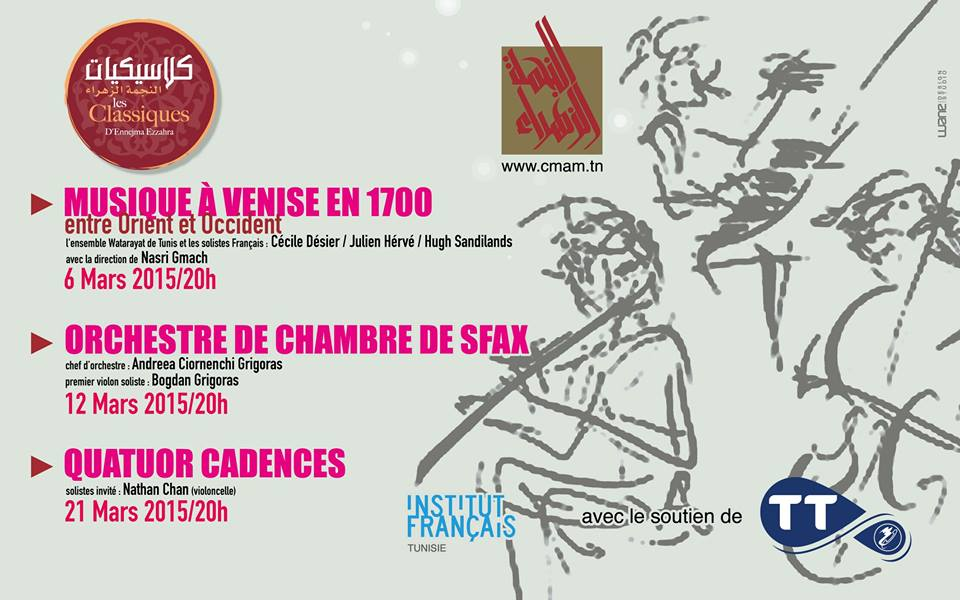 كلاسيكيات
النجمة الزهراء
les
Classiques
D'Ennejma Ezzahra
النجمة
الزهراء
www.cmam.tn
wanz DESIGN STUDIO
MUSIQUE À VENISE EN 1700
entre Orient et Occident
l'ensemble Watarayat de Tunis et les solistes Français : Cécile Désier / Julien Hérvé / Hugh Sandilands
avec la direction de Nasri Gmach
6 Mars 2015/20h
ORCHESTRE DE CHAMBRE DE SFAX
chef d'orchestre : Andreea Ciornenchi Grigoras
premier violon soliste : Bogdan Grigoras
12 Mars 2015/20h
QUATUOR CADENCES
solistes invité : Nathan Chan (violoncelle)
21 Mars 2015/20h
INSTITUT
FRANÇAIS
TUNISIE
avec le soutien de
TT